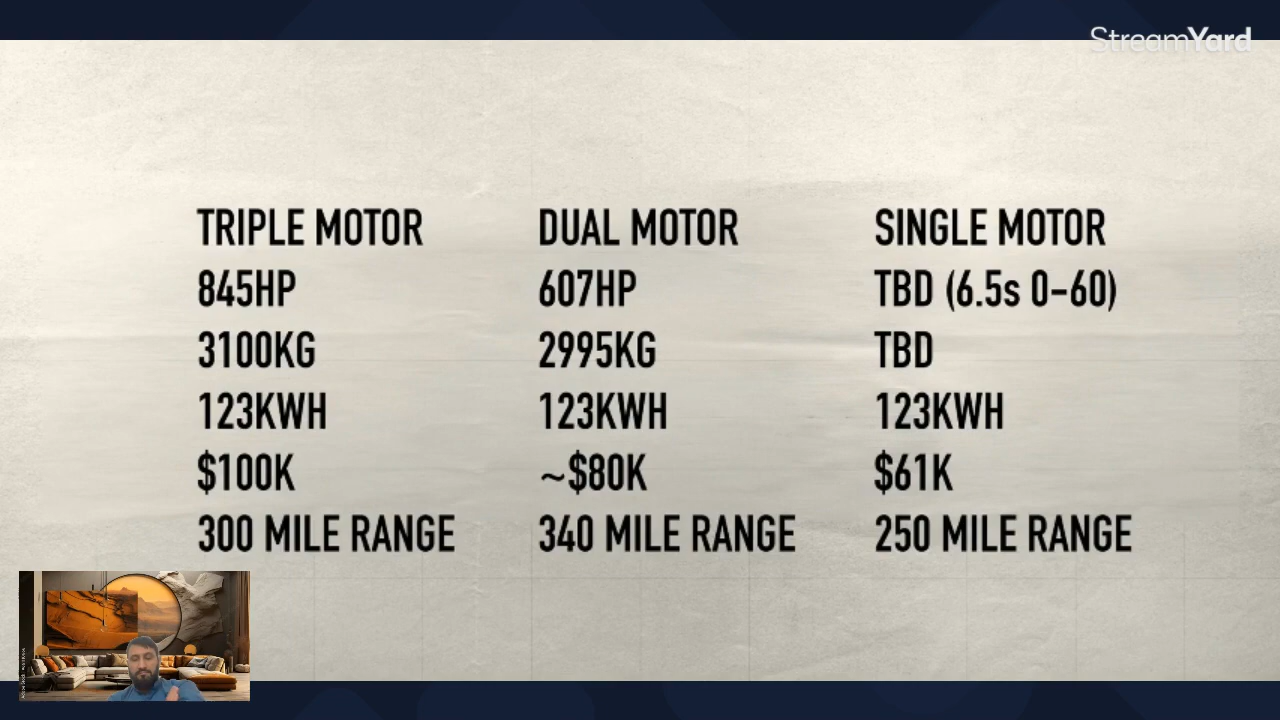 StreamYard
TRIPLE MOTOR
845HP
3100KG
123KWH
$100K
300 MILE RANGE
DUAL MOTOR
607HP
2995KG
123KWH
~$80K
340 MILE RANGE
SINGLE MOTOR
TBD (6.5s 0-60)
TBD
123KWH
$61K
250 MILE RANGE